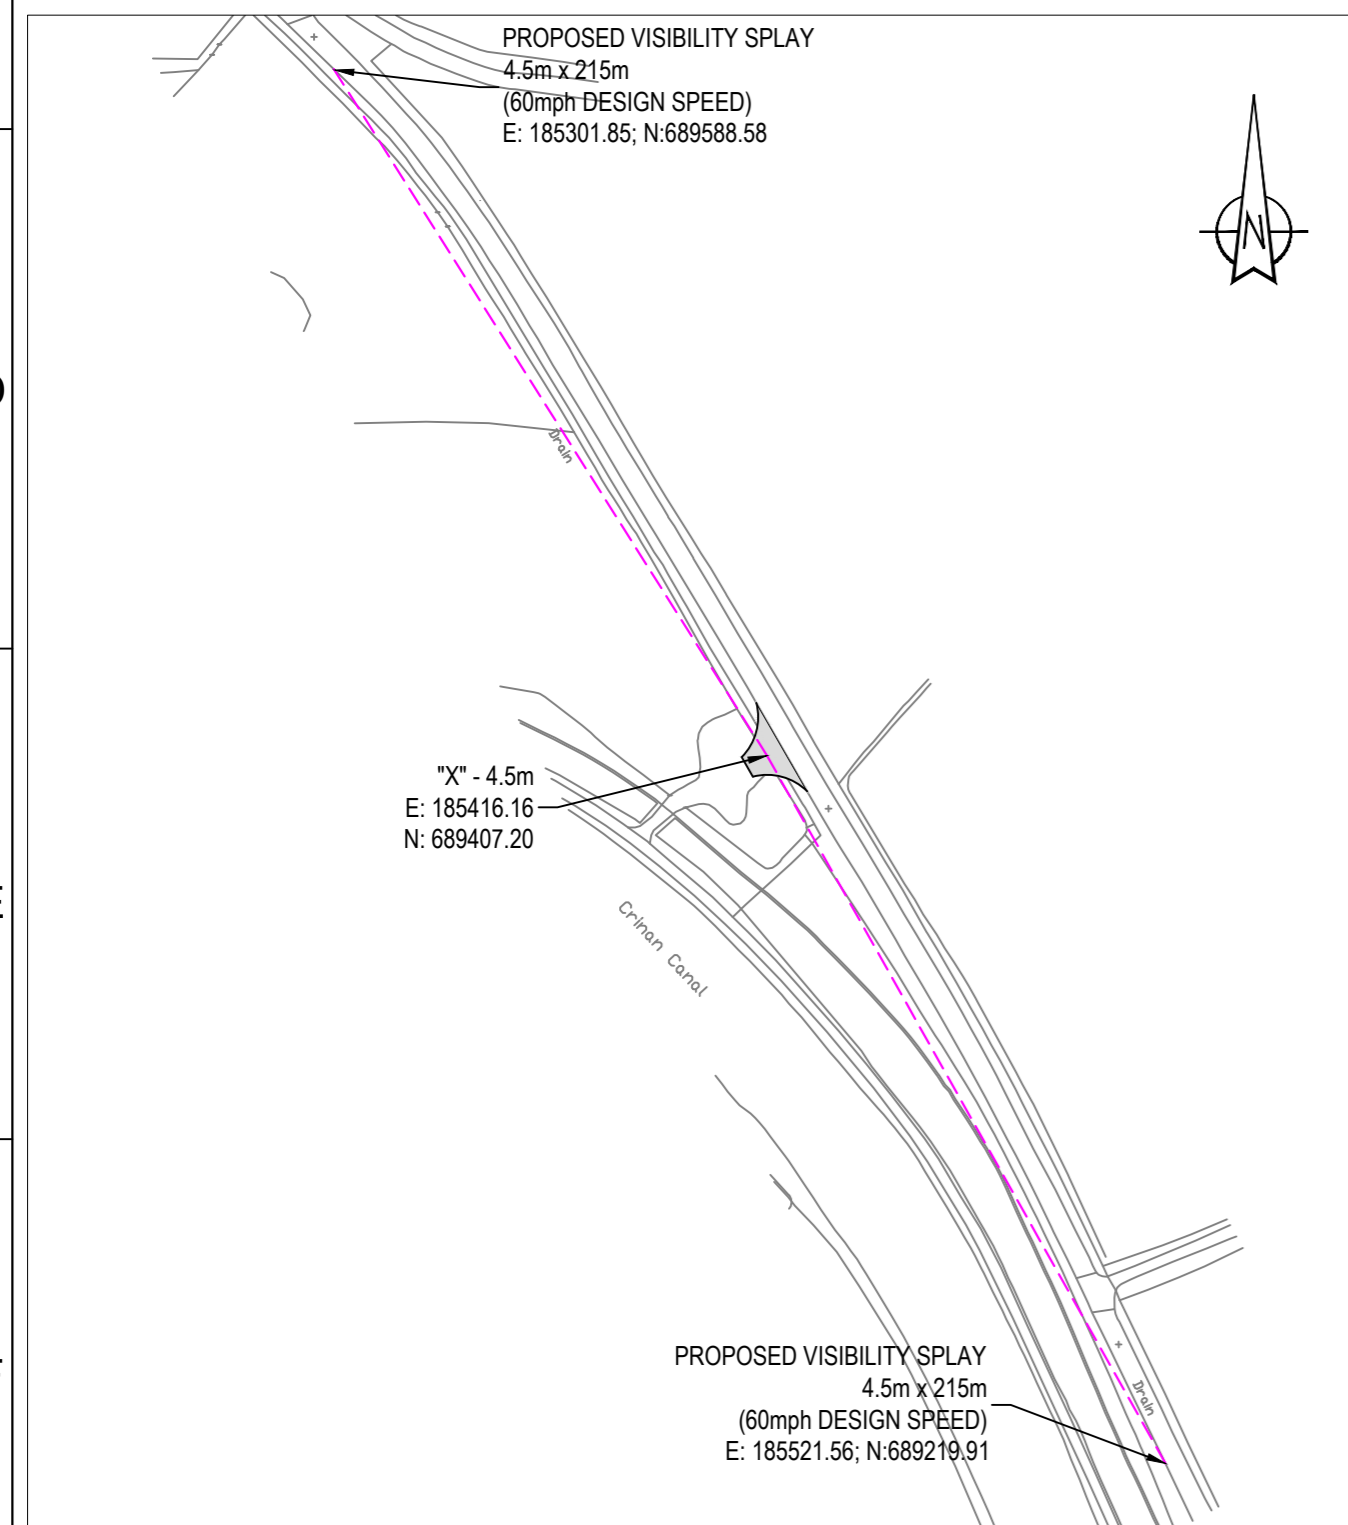 PROPOSED VISIBILITY SPLAY
4.5m x 215m
(60mph DESIGN SPEED)
E: 185301.85; N:689588.58
N
Drain
"X" - 4.5m
E: 185416.16
N: 689407.20
Crinan Canal
PROPOSED VISIBILITY SPLAY
4.5m x 215m
(60mph DESIGN SPEED)
E: 185521.56; N:689219.91
Drain